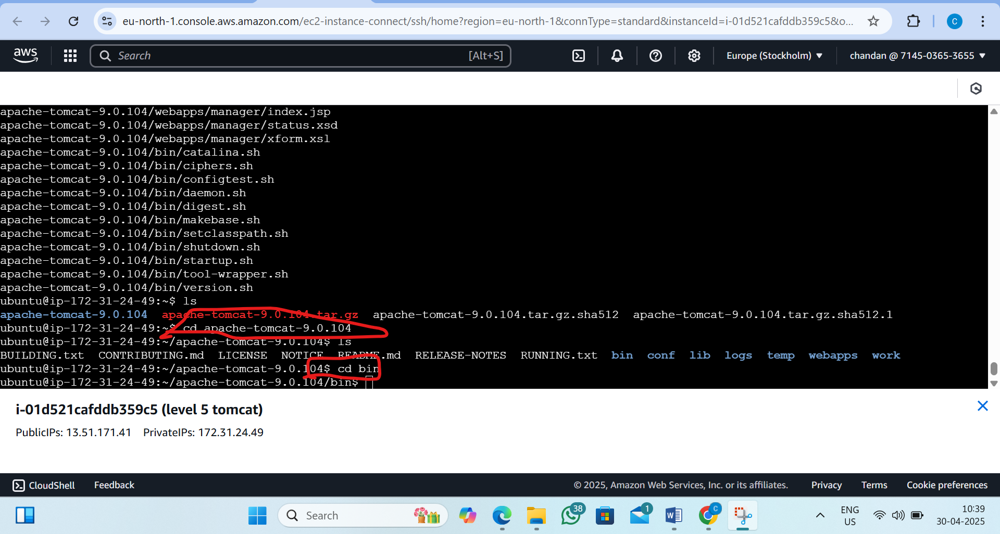 eu-north-1.console.aws.amazon.com/ec2-instance-connect/ssh/home?region=eu-north-1&connType=standard&instanceId=i-01d521cafddb359c5&o...
C
aws
Search
[Alt+S]
Europe (Stockholm)
chandan @ 7145-0365-3655
apache-tomcat-9.0.104/webapps/manager/index.jsp
apache-tomcat-9.0.104/webapps/manager/status.xsd
apache-tomcat-9.0.104/webapps/manager/xform.xsl
apache-tomcat-9.0.104/bin/catalina.sh
apache-tomcat-9.0.104/bin/ciphers.sh
apache-tomcat-9.0.104/bin/configtest.sh
apache-tomcat-9.0.104/bin/daemon.sh
apache-tomcat-9.0.104/bin/digest.sh
apache-tomcat-9.0.104/bin/makebase.sh
apache-tomcat-9.0.104/bin/setclasspath.sh
apache-tomcat-9.0.104/bin/shutdown.sh
apache-tomcat-9.0.104/bin/startup.sh
apache-tomcat-9.0.104/bin/tool-wrapper.sh
apache-tomcat-9.0.104/bin/version.sh
ubuntu@ip-172-31-24-49:~$ ls
apache-tomcat-9.0.104 apache-tomcat-9.0.104.tar.gz apache-tomcat-9.0.104.tar.gz.sha512 apache-tomcat-9.0.104.tar.gz.sha512.1
ubuntu@ip-172-31-24-49:~$ cd apache-tomcat-9.0.104
ubuntu@ip-172-31-24-49:~/apache-tomcat-9.0.104$ ls
BUILDING.txt CONTRIBUTING.md LICENSE NOTICE README.md RELEASE-NOTES RUNNING.txt bin conf lib logs temp webapps work
ubuntu@ip-172-31-24-49:~/apache-tomcat-9.0.104$ cd bin
ubuntu@ip-172-31-24-49:~/apache-tomcat-9.0.104/bin$
i-01d521cafddb359c5 (level 5 tomcat)
PublicIPs: 13.51.171.41 PrivateIPs: 172.31.24.49
CloudShell Feedback © 2025, Amazon Web Services, Inc. or its affiliates. Privacy Terms Cookie preferences
Search
38
1
W
C
ENG
US
10:39
30-04-2025